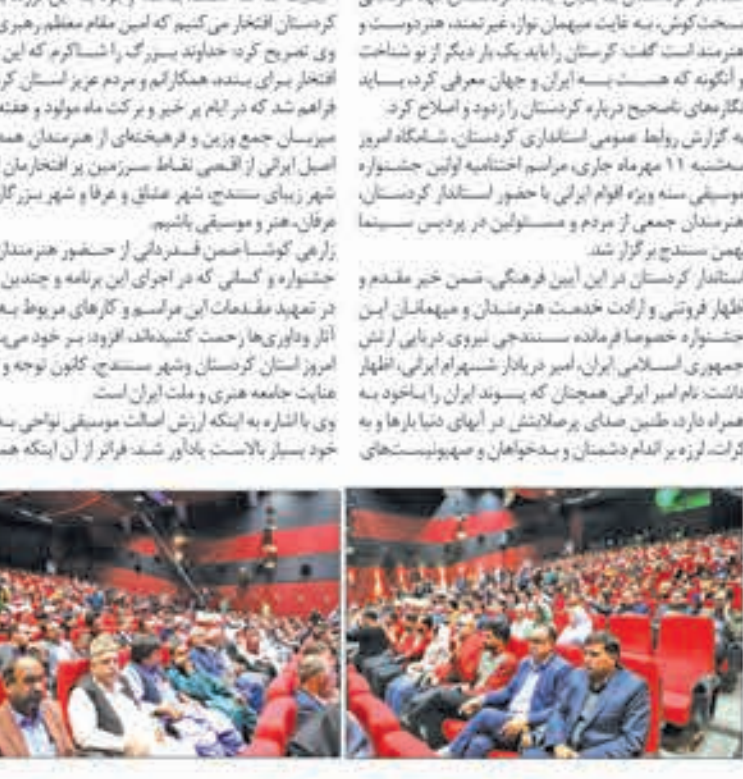 سخت‌کوش، به غایت میهمان نواز، غیرتمند، هنردوست و
هنرمند است گفت: کرستان را باید یک بار دیگر از نو شناخت
و آنگونه که هست به ایران و جهان معرفی کرد، باید
نگاره‌های ناصحیح درباره کردستان را زدود و اصلاح کرد.
به گزارش روابط عمومی استانداری کردستان، شامگاه امروز
سه‌شنبه ۱۱ مهرماه جاری، مراسم اختتامیه اولین جشنواره
موسیقی سنه ویژه اقوام ایرانی با حضور استاندار کردستان،
هنرمندان جمعی از مردم و مسئولین در پردیس سینما
بهمن سنندج برگزار شد.
استاندار کردستان در این آیین فرهنگی، ضمن خیر مقدم و
اظهار فروتنی و ارادت خدمت هنرمندان و میهمانان این
جشنواره خصوصا فرمانده سنندجی نیروی دریایی ارتش
جمهوری اسلامی ایران، امیر دریادار شهرام ایرانی، اظهار
داشت: نام امیر ایرانی همچنان که پسوند ایران را باخود به
همراه دارد، طنین صدای پرصلابتش در آبهای دنیا بارها و به
کرات، لرزه بر اندام دشمنان و بدخواهان و صهیونیست‌های
کردستان افتخار می‌کنیم که امین مقام معظم رهبری
وی تصریح کرد: خداوند بزرگ را شاکرم که این
افتخار برای بنده، همکارانم و مردم عزیز استان
فراهم شد که در ایام پر خیر و برکت ماه مولود و هفته
میزبان جمع وزین و فرهیخته‌ای از هنرمندان
اصیل ایرانی از اقصی نقاط سرزمین پر افتخارمان
شهر زیبای سنندج، شهر عشاق و عرفا و شهر
عرفان، هنر و موسیقی باشیم.
زارعی کوشا ضمن قدردانی از حضور هنرمندان
جشنواره و کسانی که در اجرای این برنامه و چندین
در تمهید مقدمات این مراسم و کارهای مربوط به
آثار وداوری‌ها زحمت کشیده‌اند، افزود: بر خود
امروز استان کردستان وشهر سنندج، کانون توجه و
عنایت جامعه هنری و ملت ایران است.
وی با اشاره به اینکه ارزش اصالت موسیقی نواحی به
خود بسیار بالاست یادآور شد: فراتر از آن اینکه